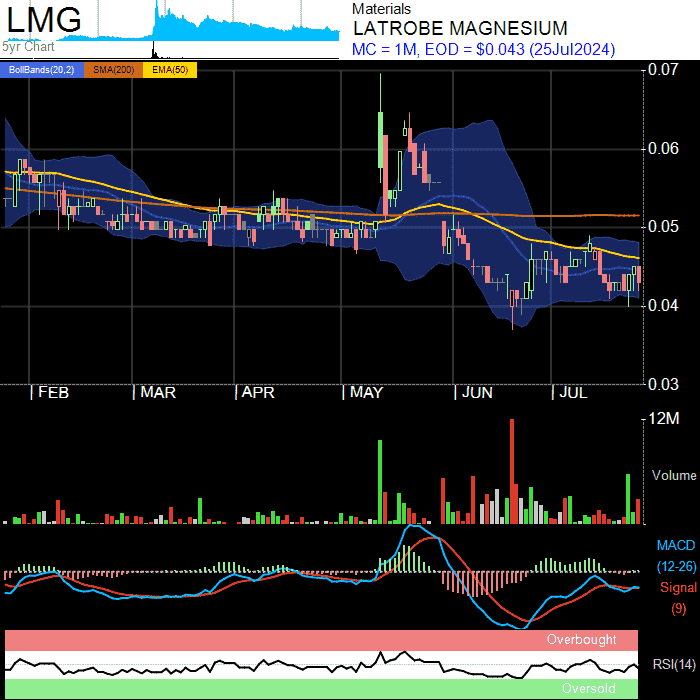 LMG
5yr Chart
Materials
LATROBE MAGNESIUM
MC = 1M, EOD = $0.043 (25Jul2024)
BollBands(20,2) SMA(200) EMA(50)
0.07
0.06
0.05
0.04
0.03
FEB MAR APR MAY JUN JUL
12M
Volume
MACD
(12-26)
Signal
(9)
Overbought
RSI(14)
Oversold